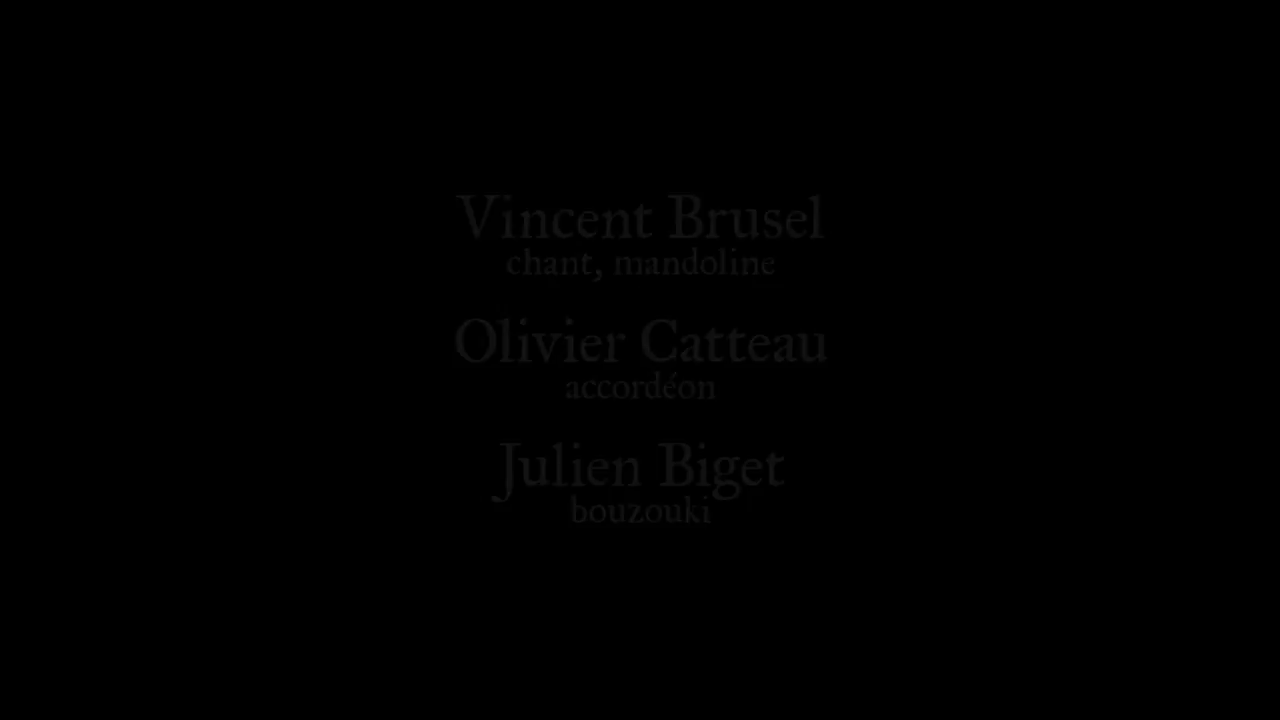 Vincent Brusel
chant, mandoline
Olivier Catteau
accordéon
Julien Biget
bouzouki